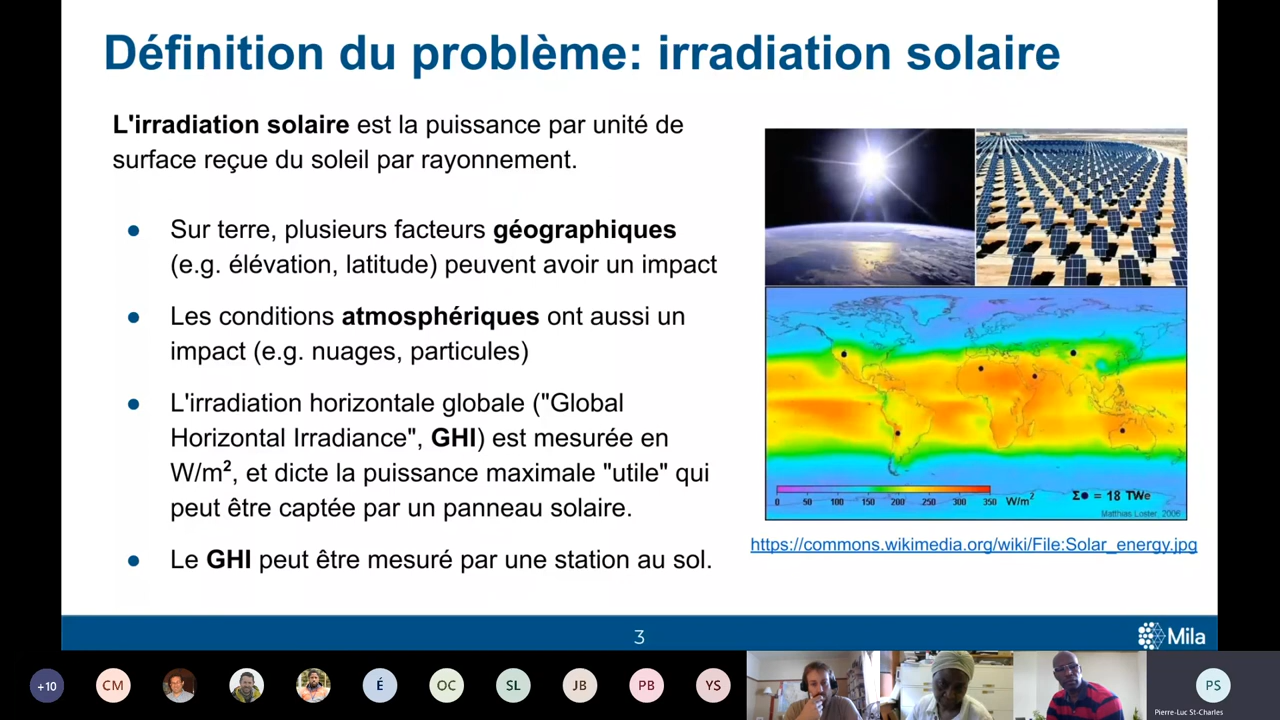 Définition du problème: irradiation solaire
L'irradiation solaire est la puissance par unité de
surface reçue du soleil par rayonnement.
● Sur terre, plusieurs facteurs géographiques
(e.g. élévation, latitude) peuvent avoir un impact
● Les conditions atmosphériques ont aussi un
impact (e.g. nuages, particules)
● L'irradiation horizontale globale ("Global
Horizontal Irradiance", GHI) est mesurée en
W/m², et dicte la puissance maximale "utile" qui
peut être captée par un panneau solaire.
● Le GHI peut être mesuré par une station au sol.
0 50 100 150 200 250 300 350 W/m²
Σ● = 18 TWe
Matthias Loster, 2006
https://commons.wikimedia.org/wiki/File:Solar_energy.jpg
3
Mila
+10 CM É OC SL JB PB YS PS
Pierre-Luc St-Charles